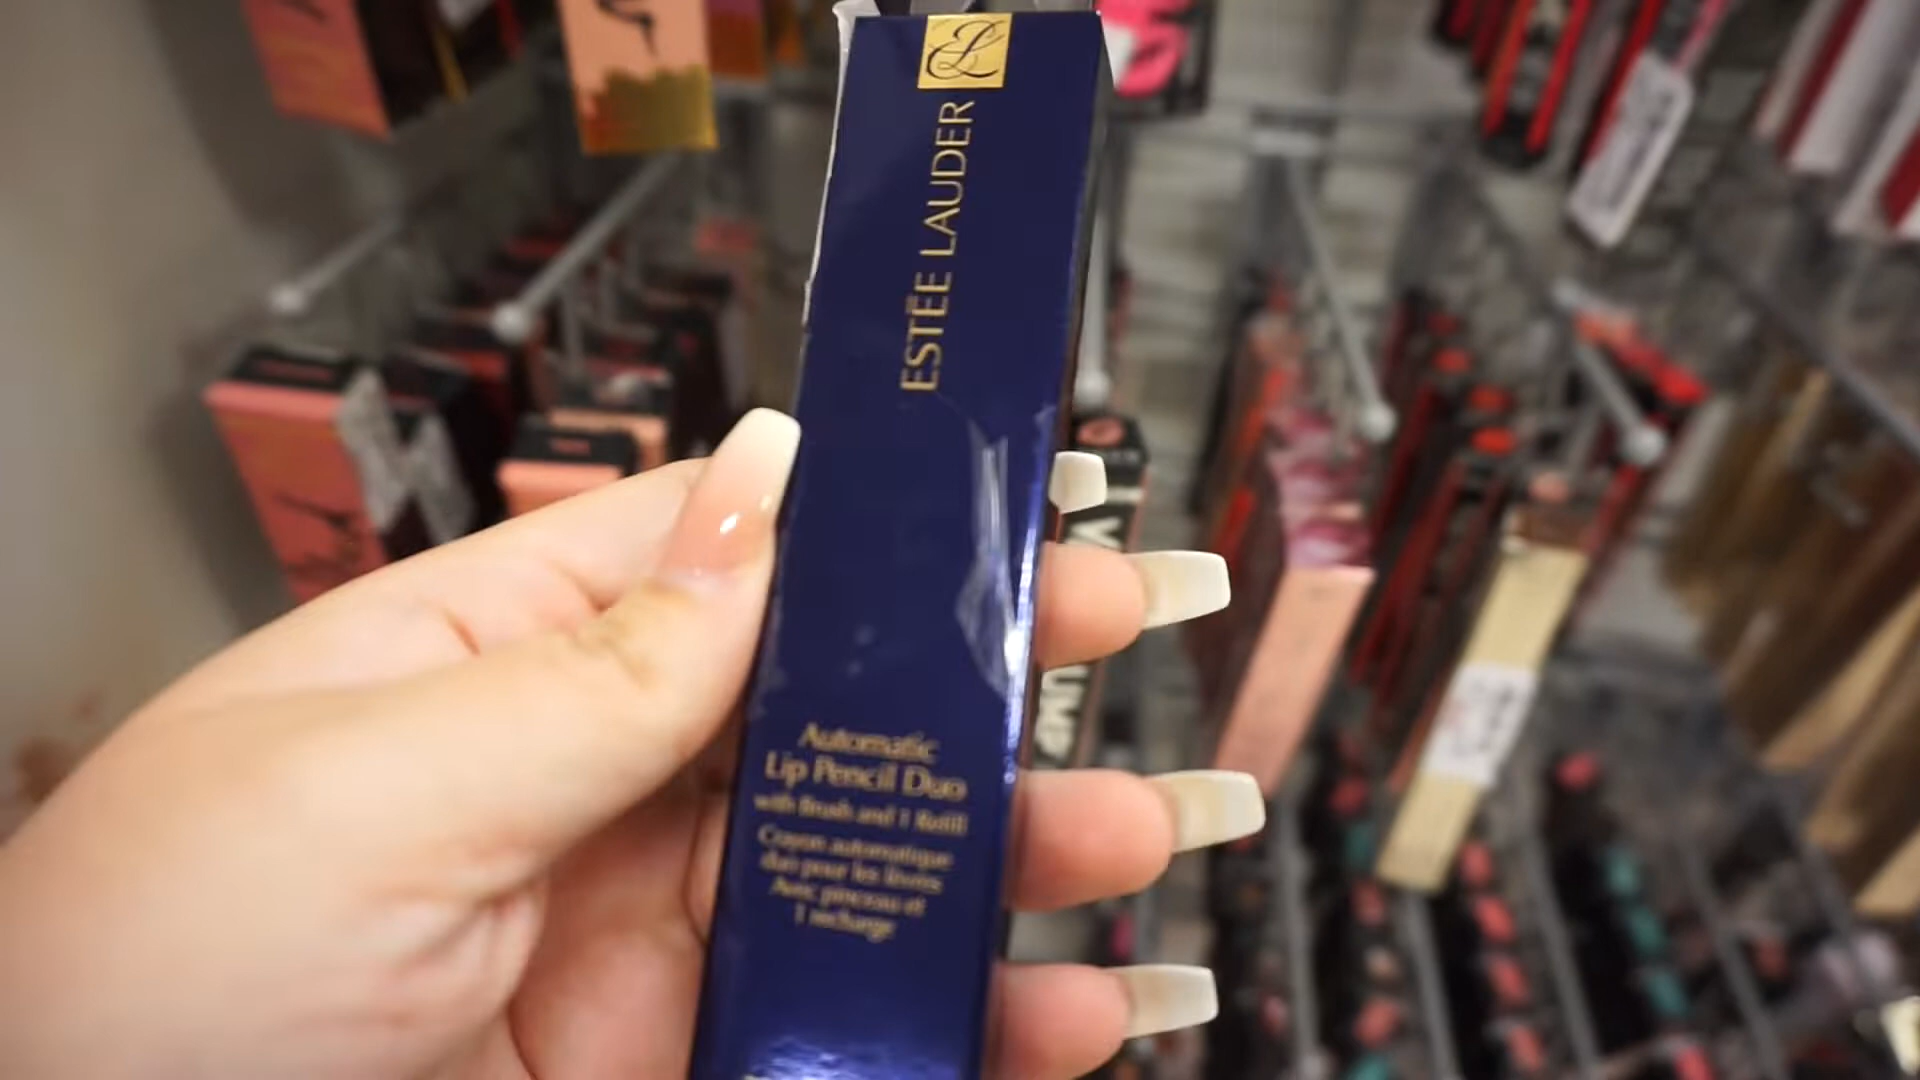 ESTĒE LAUDER
Automatic
Lip Pencil Duo
with Brush and 1 Refill
Crayon automatique
duo pour les lèvres
Avec pinceau et
1 recharge